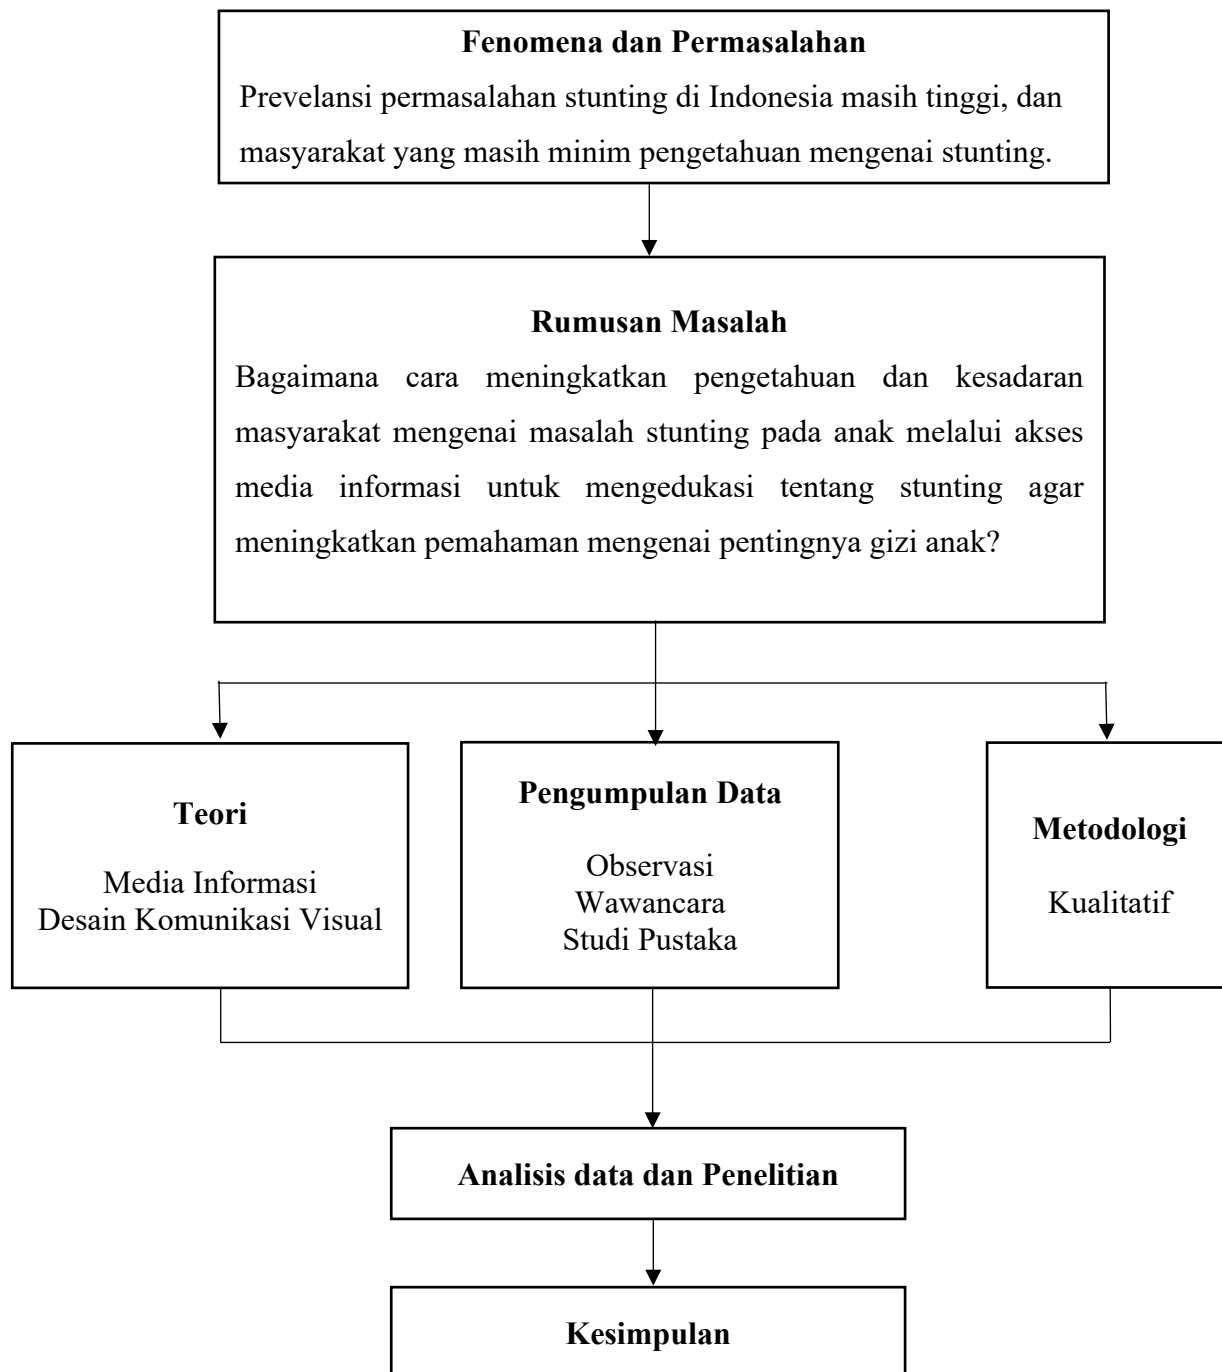 Fenomena dan Permasalahan
Prevelansi permasalahan stunting di Indonesia masih tinggi, dan
masyarakat yang masih minim pengetahuan mengenai stunting.
Rumusan Masalah
Bagaimana cara meningkatkan pengetahuan dan kesadaran
masyarakat mengenai masalah stunting pada anak melalui akses
media informasi untuk mengedukasi tentang stunting agar
meningkatkan pemahaman mengenai pentingnya gizi anak?
Teori
Media Informasi
Desain Komunikasi Visual
Pengumpulan Data
Observasi
Wawancara
Studi Pustaka
Metodologi
Kualitatif
Analisis data dan Penelitian
Kesimpulan